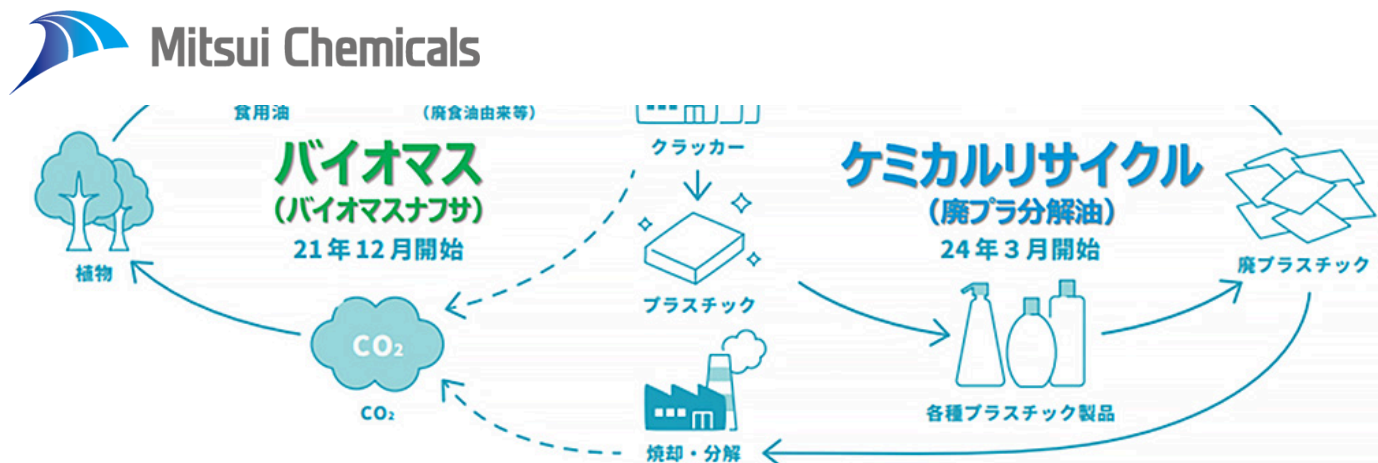 Mitsui Chemicals
食用油
（廃食油由来等）
クラッカー
バイオマス
（バイオマスナフサ）
21年12月開始
ケミカルリサイクル
（廃プラ分解油）
24年3月開始
植物
廃プラスチック
プラスチック
CO₂
CO₂
各種プラスチック製品
焼却・分解